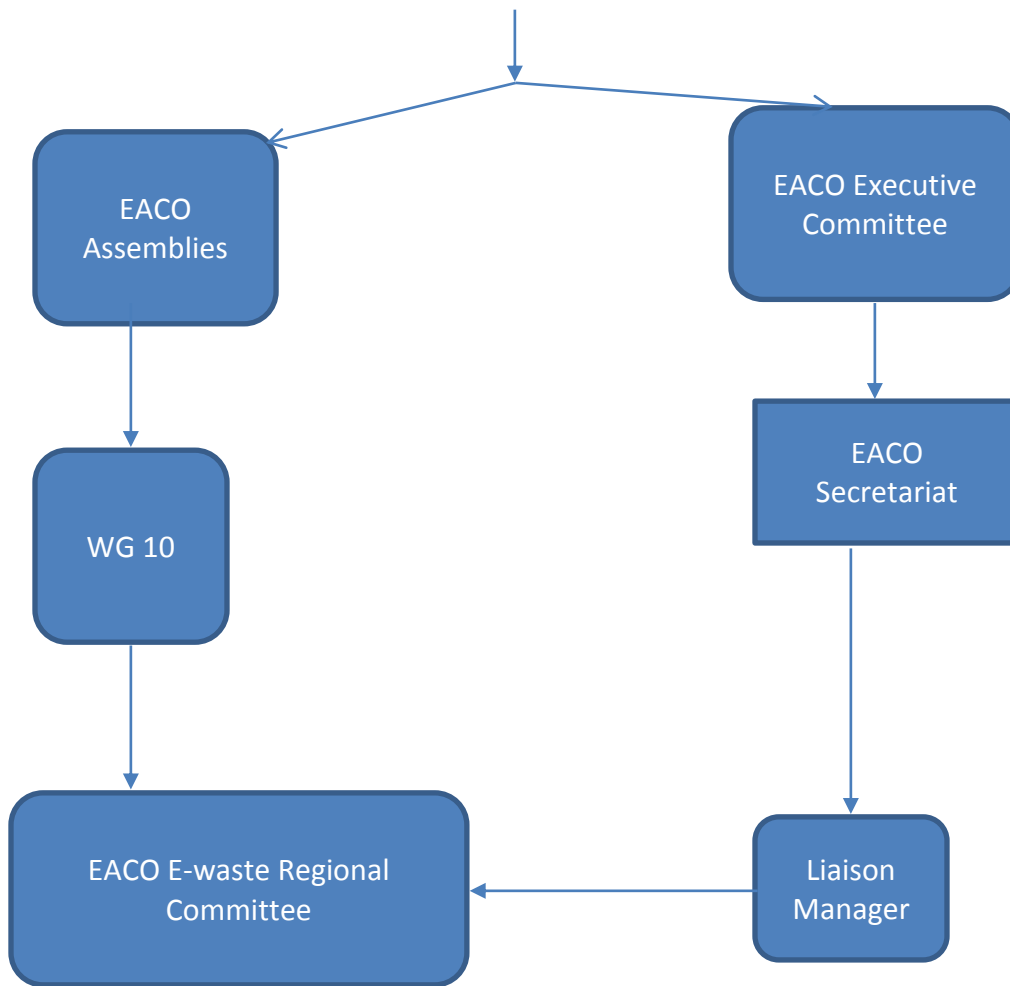 EACO
Assemblies
EACO Executive
Committee
EACO
Secretariat
WG 10
EACO E-waste Regional
Committee
Liaison
Manager